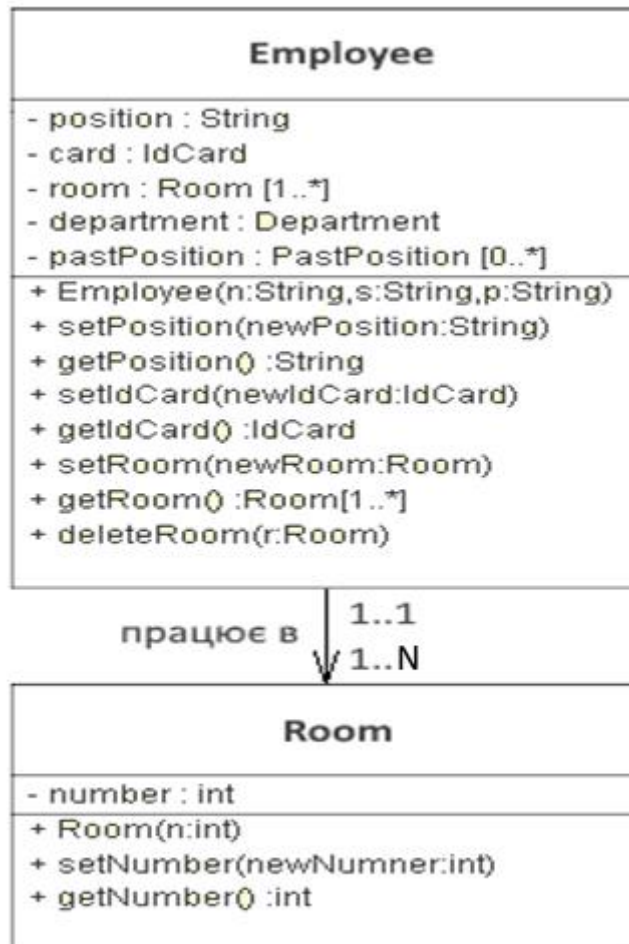 Employee
- position : String
- card : IdCard
- room : Room [1..*]
- department : Department
- pastPosition : PastPosition [0..*]
+ Employee(n:String,s:String,p:String)
+ setPosition(newPosition:String)
+ getPosition() :String
+ setIdCard(newIdCard:IdCard)
+ getIdCard() :IdCard
+ setRoom(newRoom:Room)
+ getRoom() :Room[1..*]
+ deleteRoom(r:Room)
працює в
1..1
1..N
Room
- number : int
+ Room(n:int)
+ setNumber(newNumner:int)
+ getNumber() :int